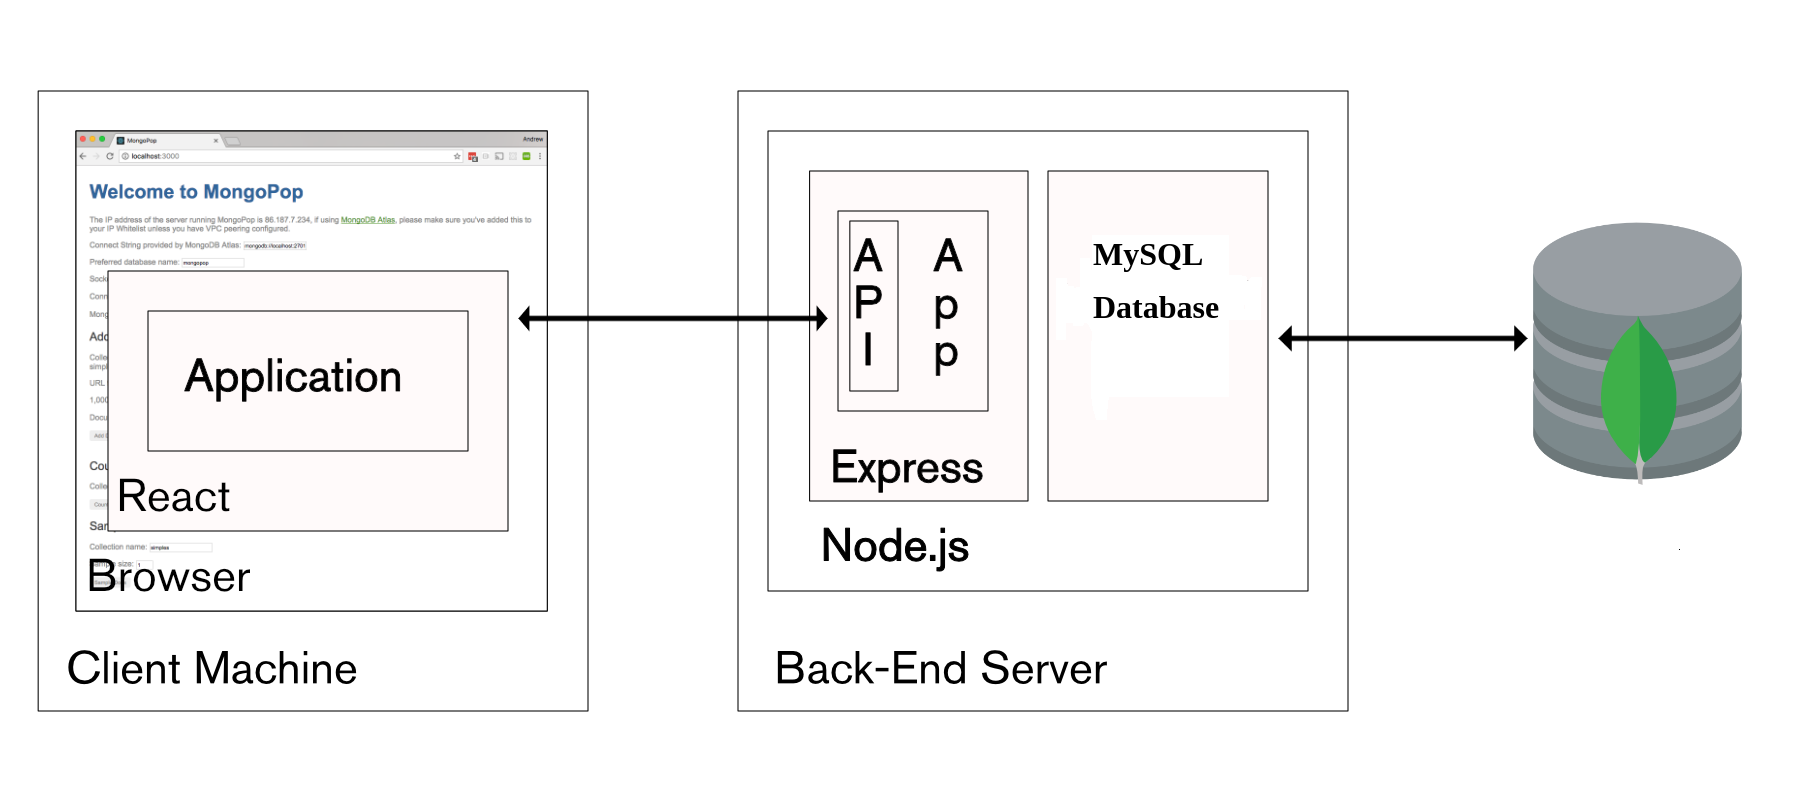 MongoPop
Andrew
localhost:3000
Welcome to MongoPop
The IP address of the server running MongoPop is 86.187.7.234, if using MongoDB Atlas, please make sure you've added this to
your IP Whitelist unless you have VPC peering configured.
Connect String provided by MongoDB Atlas: mongodb://localhost:2701
Preferred database name: mongopop
Sock
Conn
Mong
Add
Colle
simpl
URL
1,000
Docu
Add D
Cou
Colle
Coun
Sam
Collection name: simples
size: 1
Application
React
Browser
Client Machine
A
P
I
A
p
p
Express
MySQL
Database
Node.js
Back-End Server